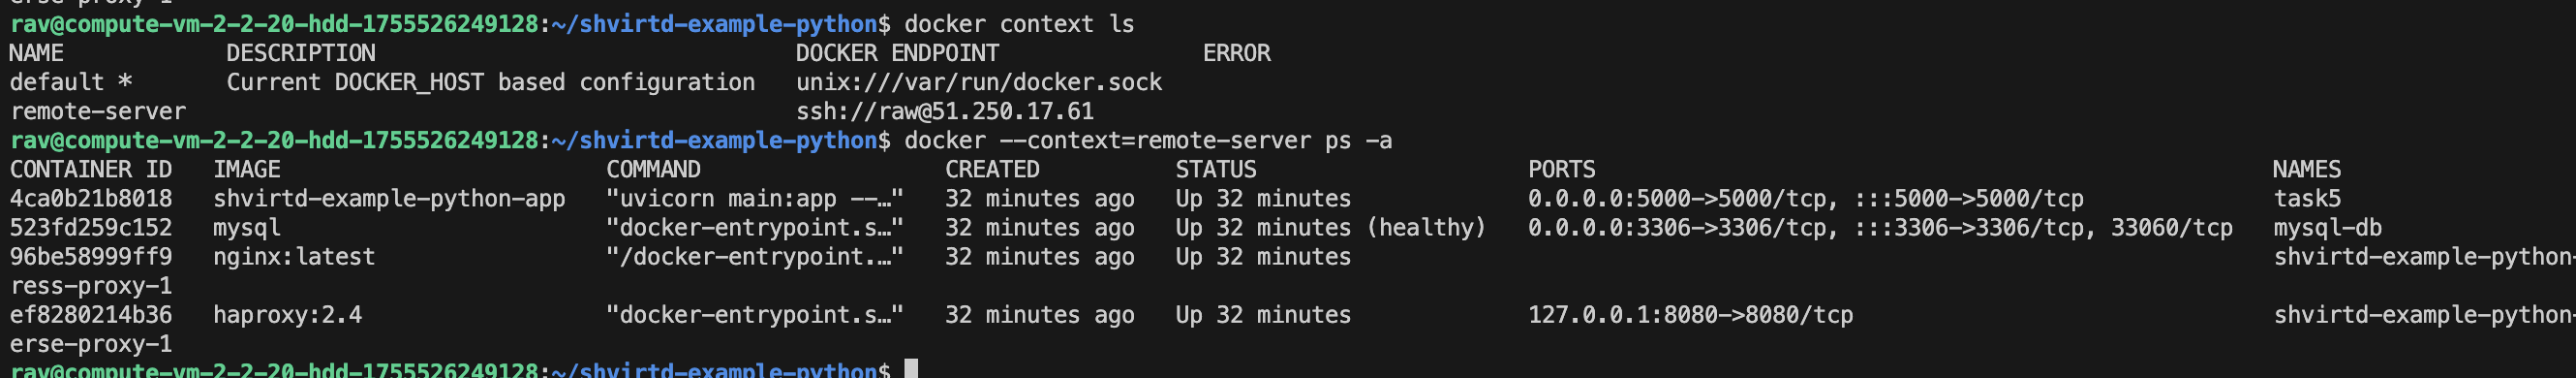 erse-proxy-1
rav@compute-vm-2-2-20-hdd-1755526249128:~/shvirtd-example-python$ docker context ls
NAME DESCRIPTION DOCKER ENDPOINT ERROR
default * Current DOCKER_HOST based configuration unix:///var/run/docker.sock
remote-server ssh://raw@51.250.17.61
rav@compute-vm-2-2-20-hdd-1755526249128:~/shvirtd-example-python$ docker --context=remote-server ps -a
CONTAINER ID IMAGE COMMAND CREATED STATUS PORTS NAMES
4ca0b21b8018 shvirtd-example-python-app "uvicorn main:app --…" 32 minutes ago Up 32 minutes 0.0.0.0:5000->5000/tcp, :::5000->5000/tcp task5
523fd259c152 mysql "docker-entrypoint.s…" 32 minutes ago Up 32 minutes (healthy) 0.0.0.0:3306->3306/tcp, :::3306->3306/tcp, 33060/tcp mysql-db
96be58999ff9 nginx:latest "/docker-entrypoint.…" 32 minutes ago Up 32 minutes shvirtd-example-python-
ress-proxy-1
ef8280214b36 haproxy:2.4 "docker-entrypoint.s…" 32 minutes ago Up 32 minutes 127.0.0.1:8080->8080/tcp shvirtd-example-python-
erse-proxy-1
rav@compute-vm-2-2-20-hdd-1755526249128:~/shvirtd-example-python$